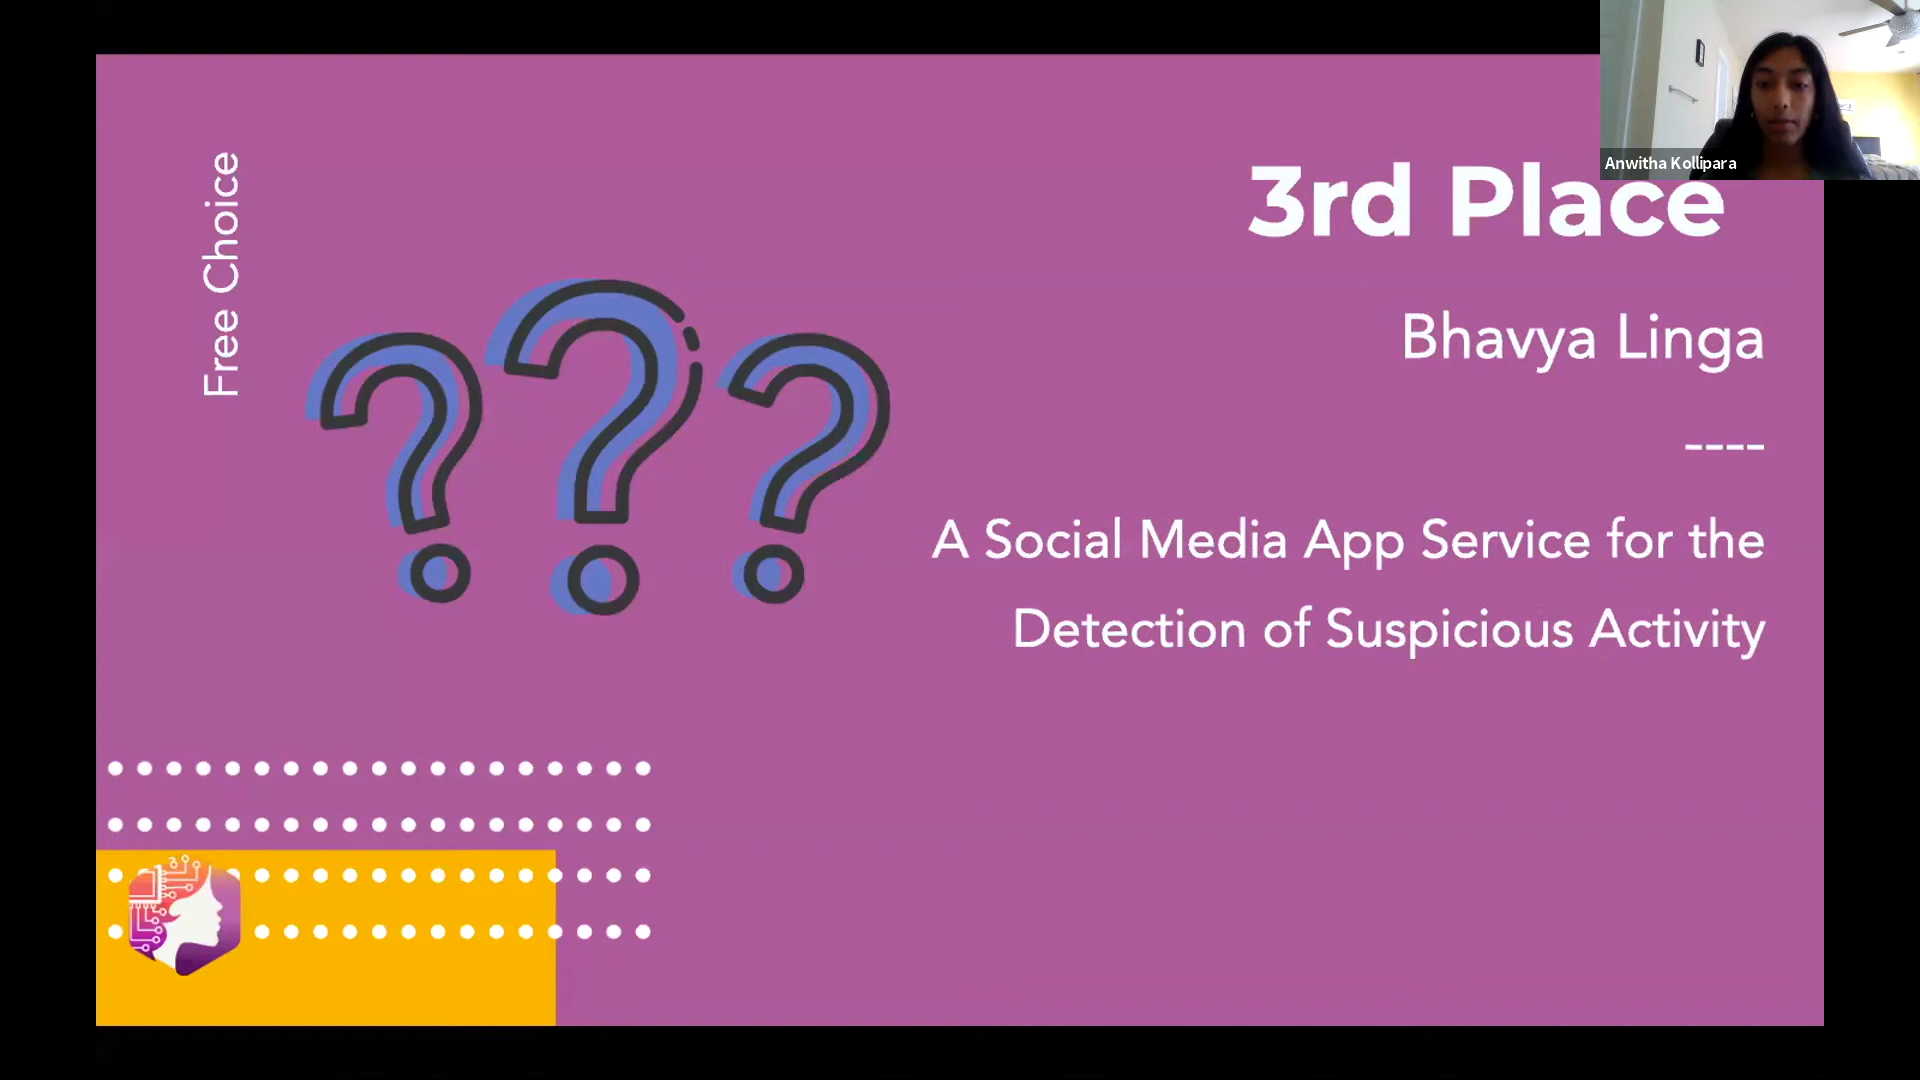 Anwitha Kollipara
Free Choice
3rd Place
Bhavya Linga
----
A Social Media App Service for the
Detection of Suspicious Activity